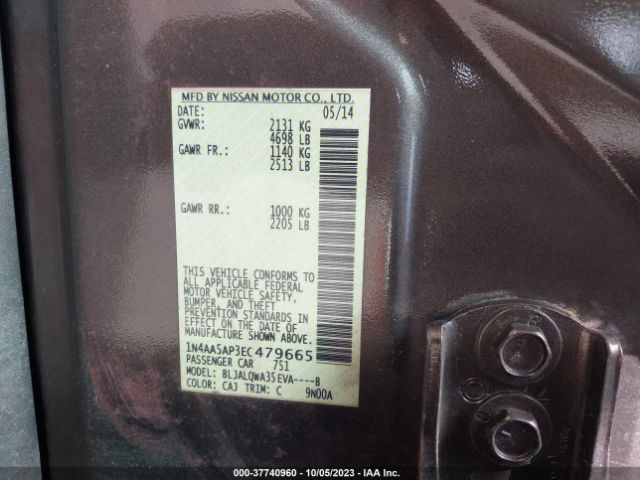 MFD BY NISSAN MOTOR CO., LTD.
DATE: 05/14
GVWR: 2131 KG
4698 LB
GAWR FR.: 1140 KG
2513 LB
GAWR RR.: 1000 KG
2205 LB
THIS VEHICLE CONFORMS TO
ALL APPLICABLE FEDERAL
MOTOR VEHICLE SAFETY,
BUMPER, AND THEFT
PREVENTION STANDARDS IN
EFFECT ON THE DATE OF
MANUFACTURE SHOWN ABOVE.
1N4AA5AP3EC479665
PASSENGER CAR 751
MODEL: BLJALQWA35EVA----B
COLOR: CAJ TRIM: C 9N00A
000-37740960 - 10/05/2023 - IAA Inc.